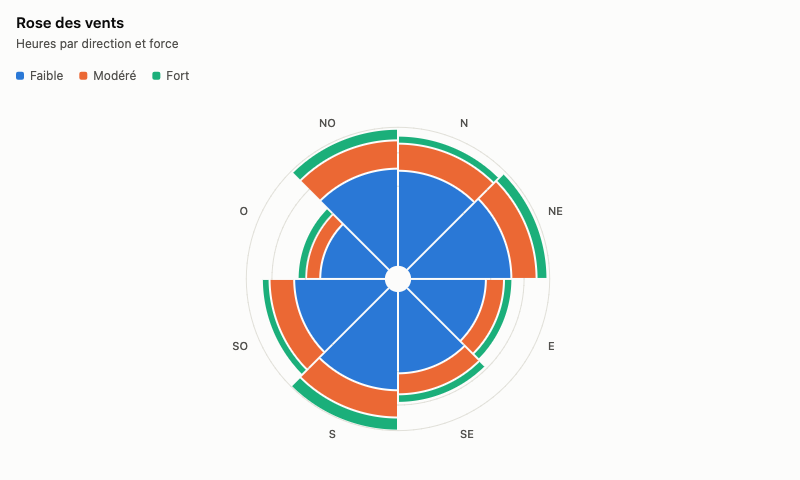 Rose des vents
Heures par direction et force
Faible Modéré Fort
NO N
O NE
SO E
S SE